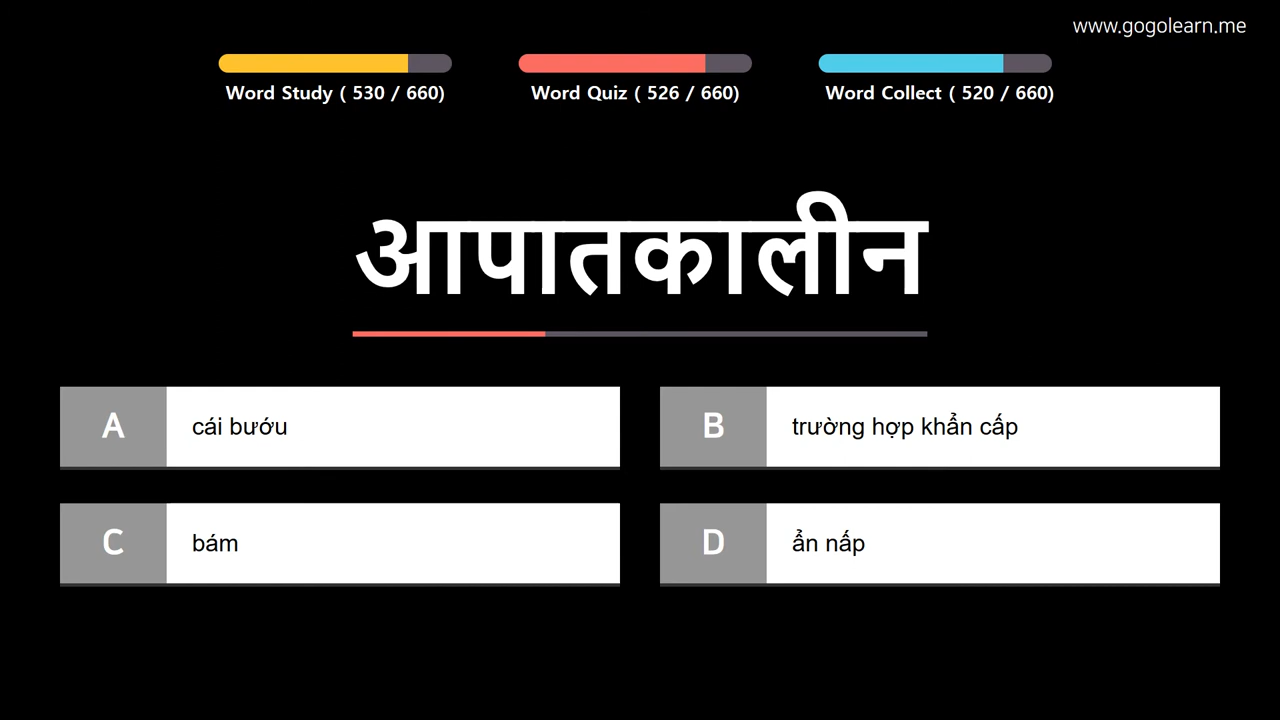 www.gogolearn.me
Word Study ( 530 / 660)
Word Quiz ( 526 / 660)
Word Collect ( 520 / 660)
आपातकालीन
A
cái bướu
B
trường hợp khẩn cấp
C
bám
D
ẩn nấp